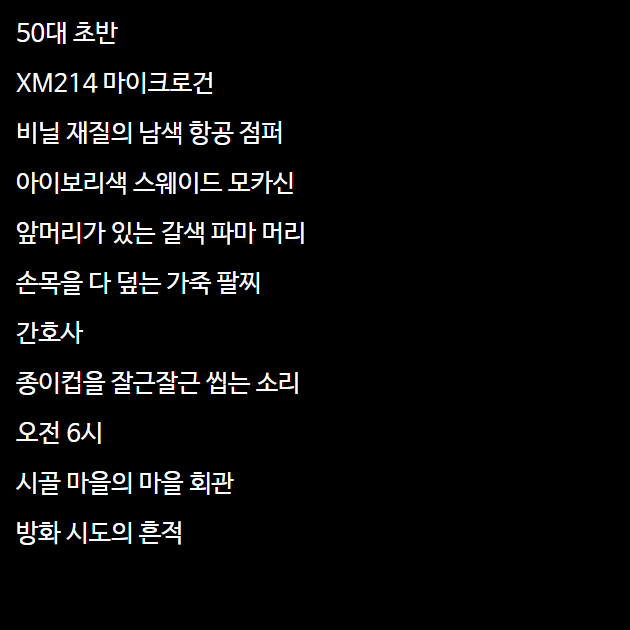 50대 초반
XM214 마이크로건
비닐 재질의 남색 항공 점퍼
아이보리색 스웨이드 모카신
앞머리가 있는 갈색 파마 머리
손목을 다 덮는 가죽 팔찌
간호사
종이컵을 잘근잘근 씹는 소리
오전 6시
시골 마을의 마을 회관
방화 시도의 흔적